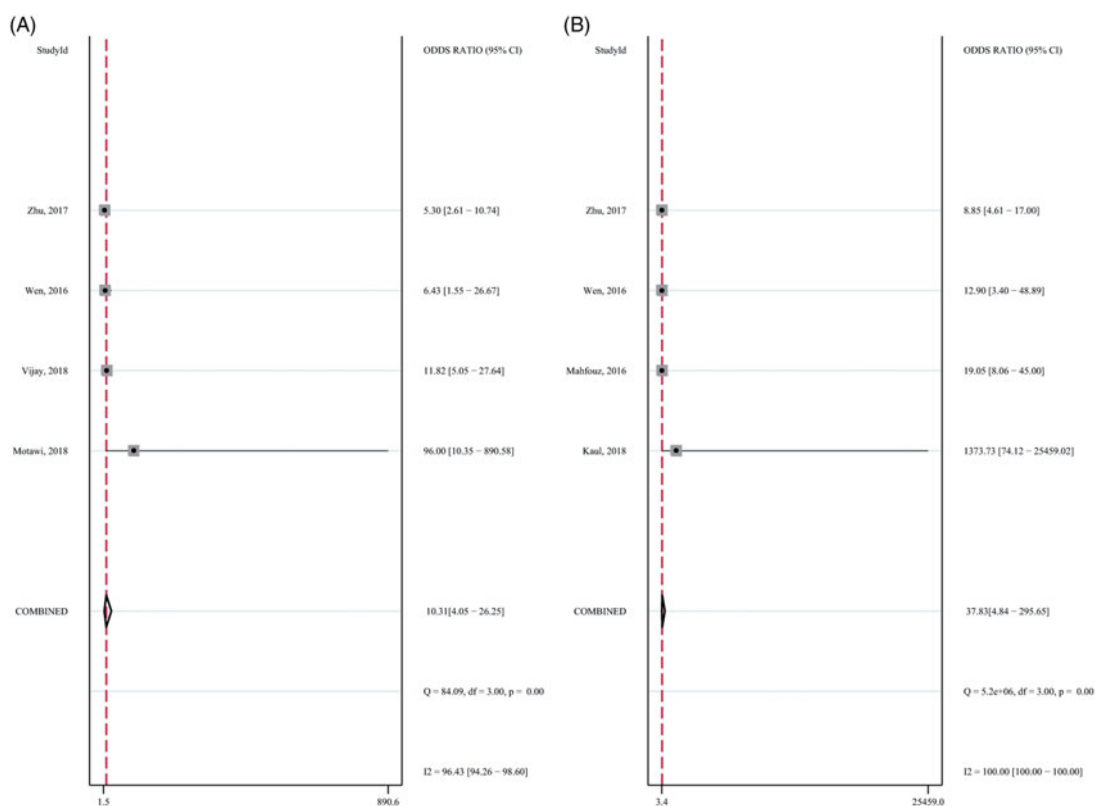 (A)
StudyId ODDS RATIO (95% CI)
Zhu, 2017 5.30 [2.61 − 10.74]
Wen, 2016 6.43 [1.55 − 26.67]
Vijay, 2018 11.82 [5.05 − 27.64]
Motawi, 2018 96.00 [10.35 − 890.58]
COMBINED 10.31[4.05 − 26.25]
Q = 84.09, df = 3.00, p = 0.00
I2 = 96.43 [94.26 − 98.60]
1.5 890.6
(B)
StudyId ODDS RATIO (95% CI)
Zhu, 2017 8.85 [4.61 − 17.00]
Wen, 2016 12.90 [3.40 − 48.89]
Mahfouz, 2016 19.05 [8.06 − 45.00]
Kaul, 2018 1373.73 [74.12 − 25459.02]
COMBINED 37.83[4.84 − 295.65]
Q = 5.2e+06, df = 3.00, p = 0.00
I2 = 100.00 [100.00 − 100.00]
3.4 25459.0